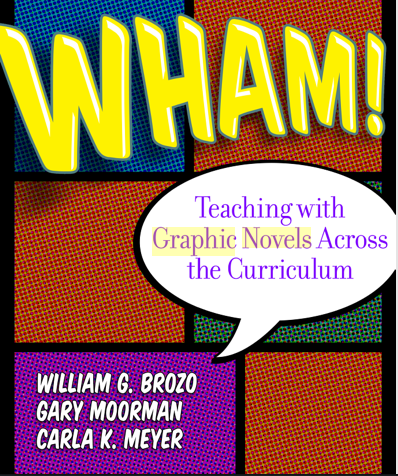 WHAM!
Teaching with
Graphic Novels Across
the Curriculum
WILLIAM G. BROZO
GARY MOORMAN
CARLA K. MEYER